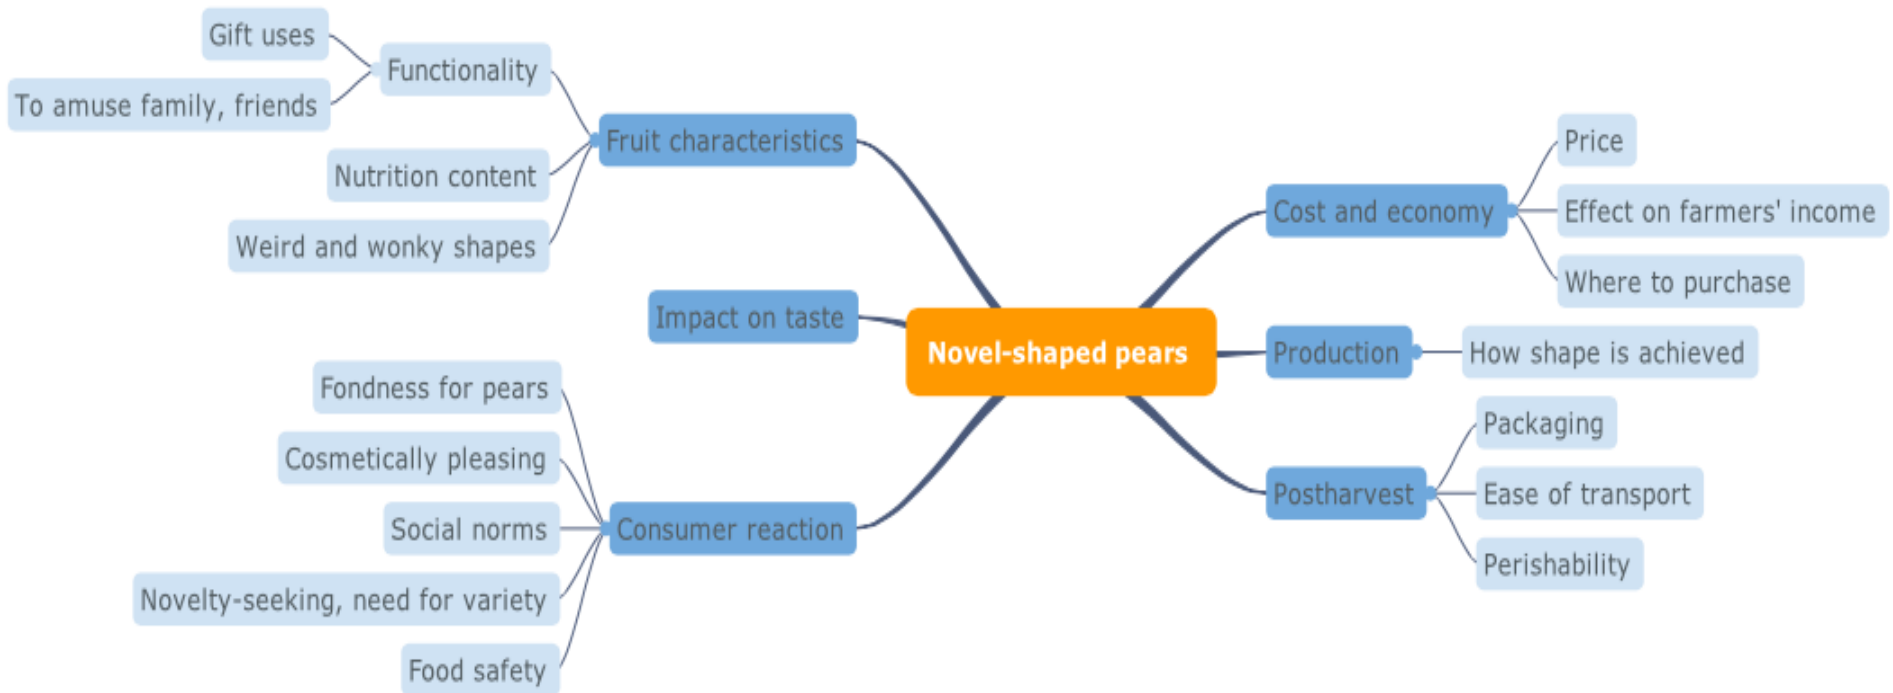 Gift uses
Functionality
To amuse family, friends
Fruit characteristics
Nutrition content
Weird and wonky shapes
Impact on taste
Fondness for pears
Cosmetically pleasing
Social norms
Consumer reaction
Novelty-seeking, need for variety
Food safety
Novel-shaped pears
Price
Cost and economy
Effect on farmers' income
Where to purchase
Production
How shape is achieved
Packaging
Postharvest
Ease of transport
Perishability